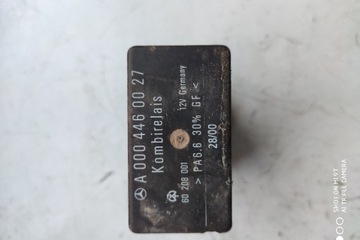 A 000 446 00 27
Kombirelais
12V Germany
60 208 001
> PA6.6 30% GF <
28/00
SHOT ON MI 9T
AI TRIPLE CAMERA